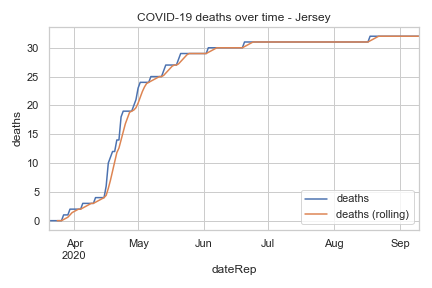 COVID-19 deaths over time - Jersey
deaths
30
25
20
15
10
5
0
Apr
2020
May
Jun
Jul
Aug
Sep
dateRep
deaths
deaths (rolling)